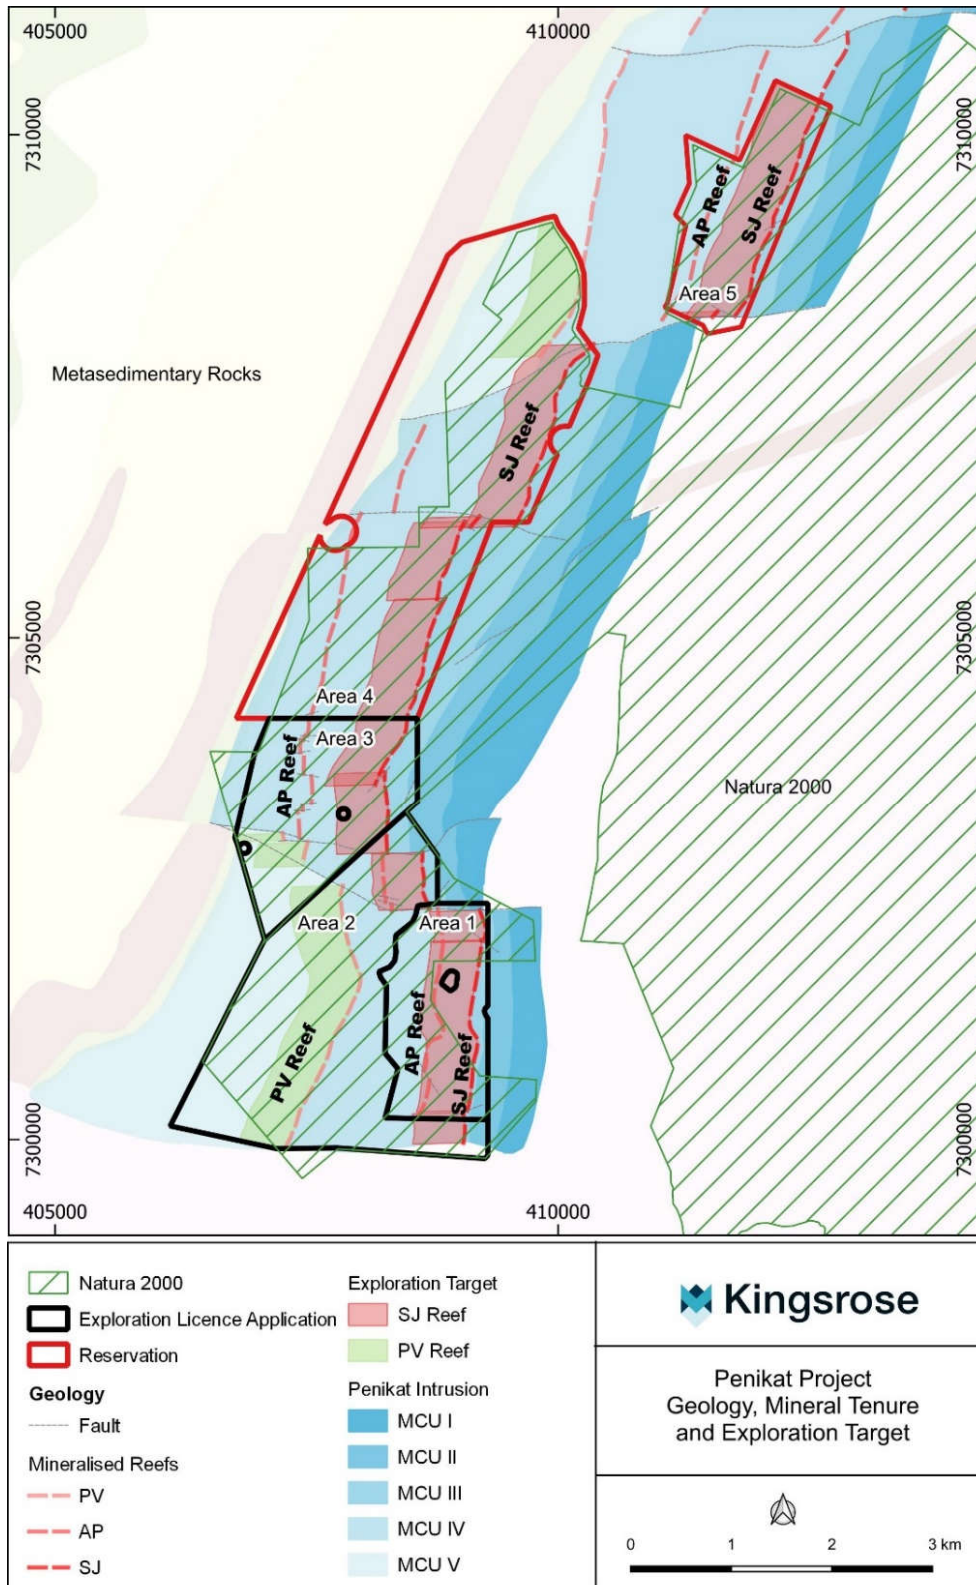 405000
410000
7310000
7310000
AP Reef
SJ Reef
Area 5
Metasedimentary Rocks
SJ Reef
7305000
7305000
Area 4
Area 3
AP Reef
Natura 2000
Area 2
Area 1
PV Reef
AP Reef
SJ Reef
7300000
7300000
405000
410000
Natura 2000
Exploration Licence Application
Reservation
Geology
Fault
Mineralised Reefs
PV
AP
SJ
Exploration Target
SJ Reef
PV Reef
Penikat Intrusion
MCU I
MCU II
MCU III
MCU IV
MCU V
Kingsrose
Penikat Project
Geology, Mineral Tenure
and Exploration Target
0 1 2 3 km